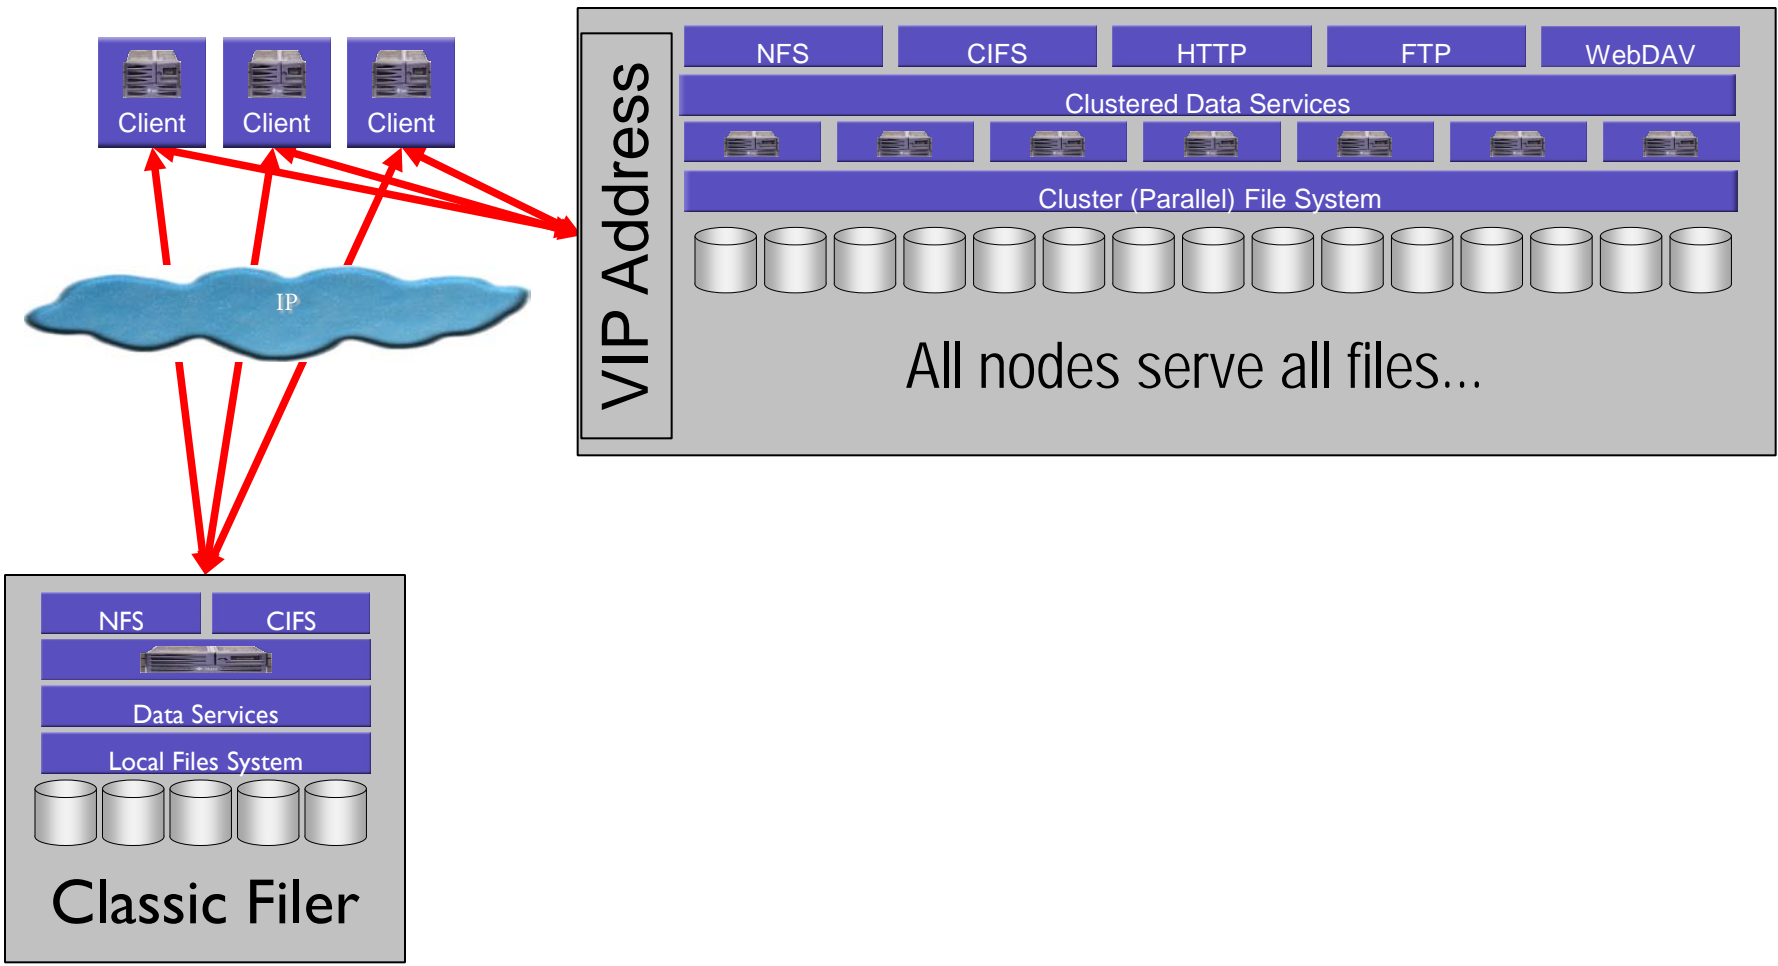 Client
Client
Client
IP
VIP Address
NFS
CIFS
HTTP
FTP
WebDAV
Clustered Data Services
Cluster (Parallel) File System
All nodes serve all files...
NFS
CIFS
Data Services
Local Files System
Classic Filer